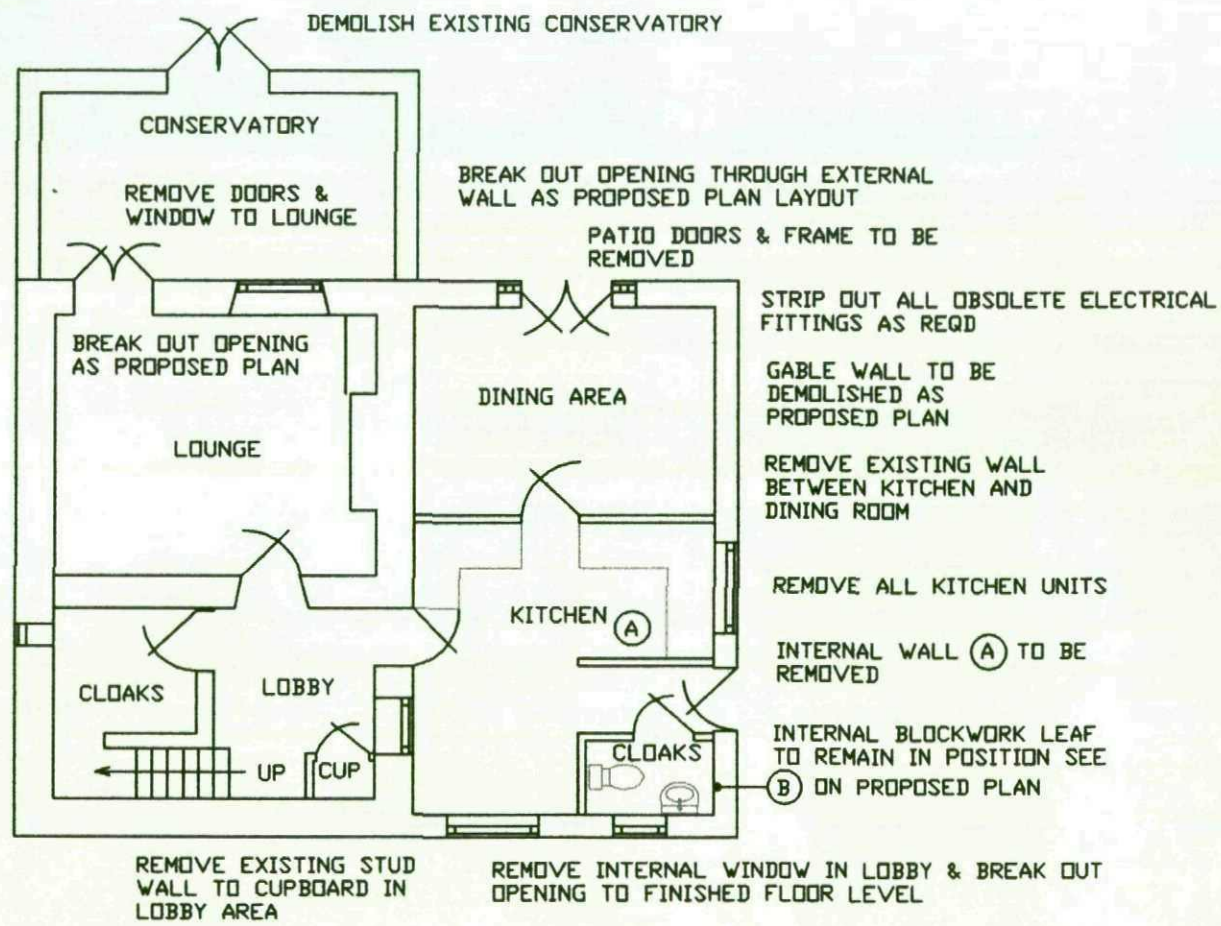 DEMOLISH EXISTING CONSERVATORY
CONSERVATORY
REMOVE DOORS &
WINDOW TO LOUNGE
BREAK OUT OPENING THROUGH EXTERNAL
WALL AS PROPOSED PLAN LAYOUT
PATIO DOORS & FRAME TO BE
REMOVED
STRIP OUT ALL OBSOLETE ELECTRICAL
FITTINGS AS REQD
BREAK OUT OPENING
AS PROPOSED PLAN
GABLE WALL TO BE
DEMOLISHED AS
PROPOSED PLAN
DINING AREA
LOUNGE
REMOVE EXISTING WALL
BETWEEN KITCHEN AND
DINING ROOM
REMOVE ALL KITCHEN UNITS
KITCHEN A
INTERNAL WALL A TO BE
REMOVED
CLOAKS
LOBBY
INTERNAL BLOCKWORK LEAF
TO REMAIN IN POSITION SEE
B ON PROPOSED PLAN
CLOAKS
UP
CUP
REMOVE EXISTING STUD
WALL TO CUPBOARD IN
LOBBY AREA
REMOVE INTERNAL WINDOW IN LOBBY & BREAK OUT
OPENING TO FINISHED FLOOR LEVEL